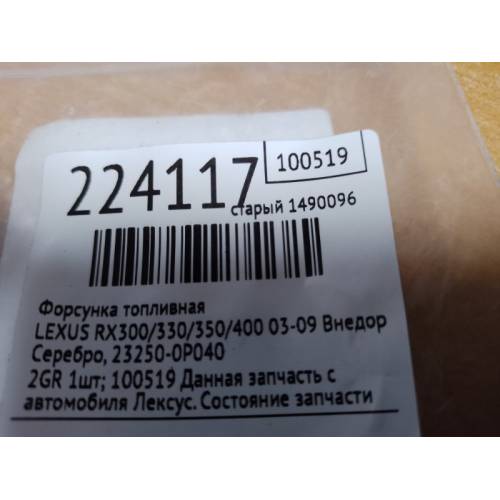 224117 100519
старый 1490096
Форсунка топливная
LEXUS RX300/330/350/400 03-09 Внедор
Серебро, 23250-0P040
2GR 1шт; 100519 Данная запчасть с
автомобиля Лексус. Состояние запчасти